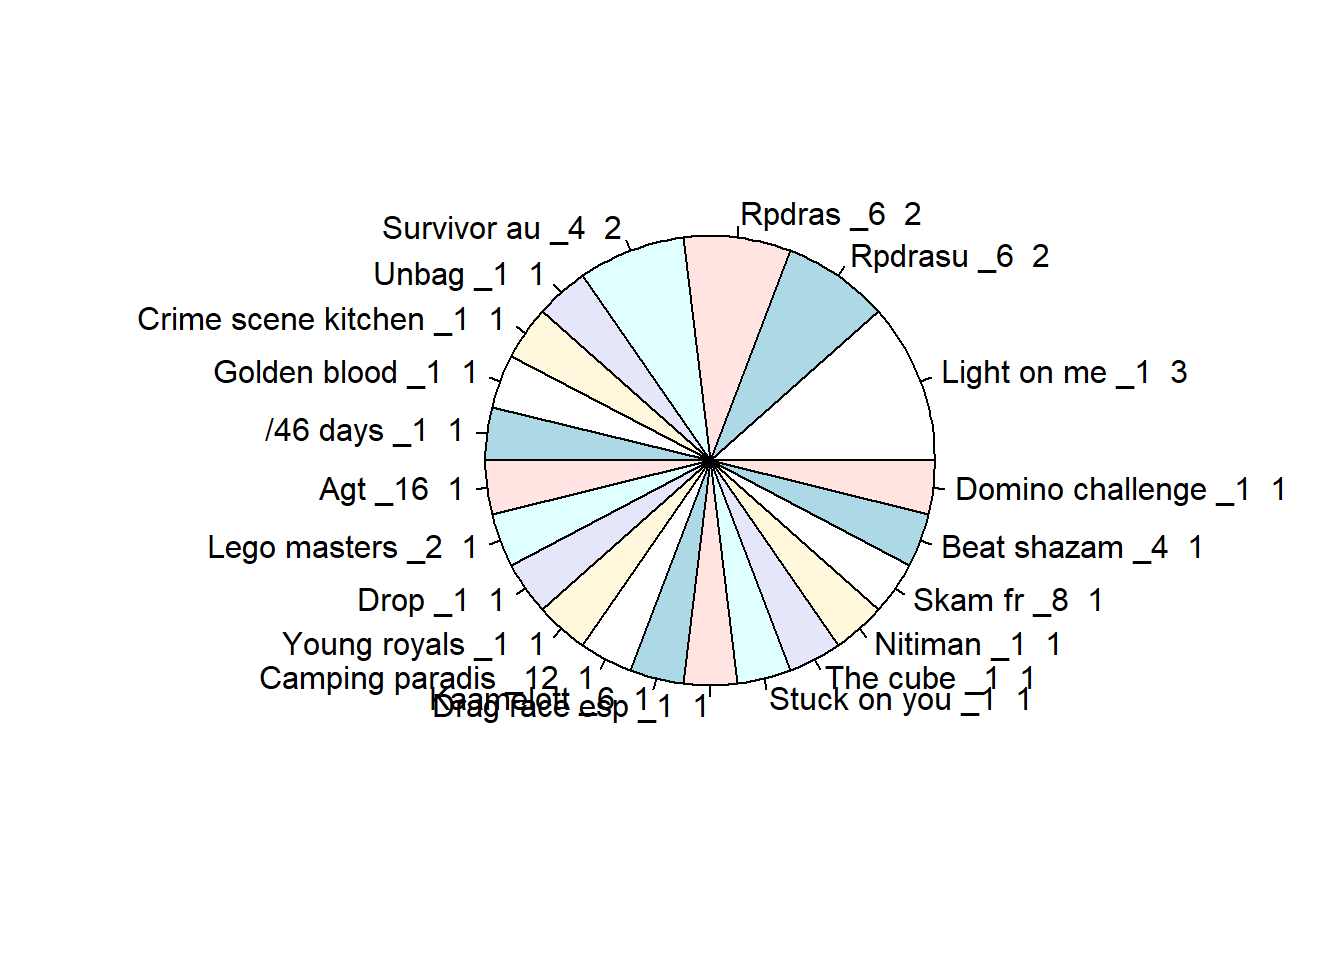 Rpdras _6  2
Survivor au _4  2
Rpdrasu _6  2
Unbag _1  1
Crime scene kitchen _1  1
Golden blood _1  1
Light on me _1  3
/46 days _1  1
Agt _16  1
Domino challenge _1  1
Lego masters _2  1
Beat shazam _4  1
Drop _1  1
Skam fr _8  1
Young royals _1  1
Nitiman _1  1
Camping paradis _12  1
The cube _1  1
Kaamelott _6  1
Stuck on you _1  1
Drag race esp _1  1